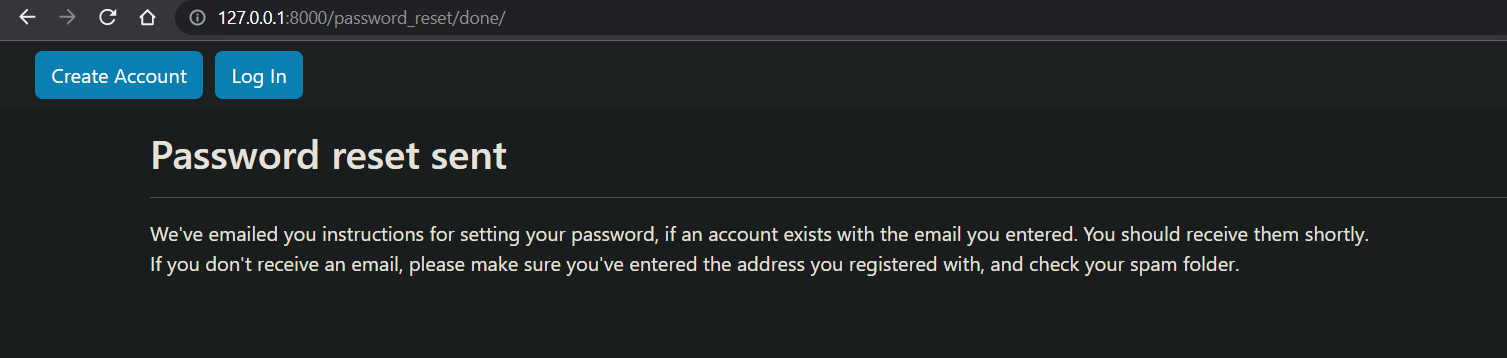 127.0.0.1:8000/password_reset/done/
Create Account Log In
Password reset sent
We've emailed you instructions for setting your password, if an account exists with the email you entered. You should receive them shortly.
If you don't receive an email, please make sure you've entered the address you registered with, and check your spam folder.